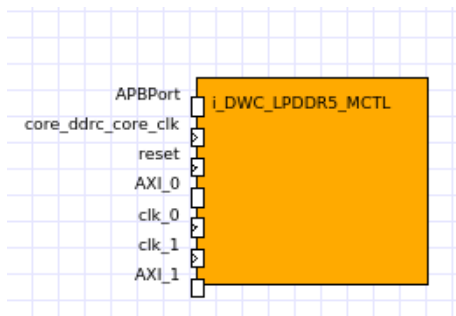 APBPort
i_DWC_LPDDR5_MCTL
core_ddrc_core_clk
reset
AXI_0
clk_0
clk_1
AXI_1